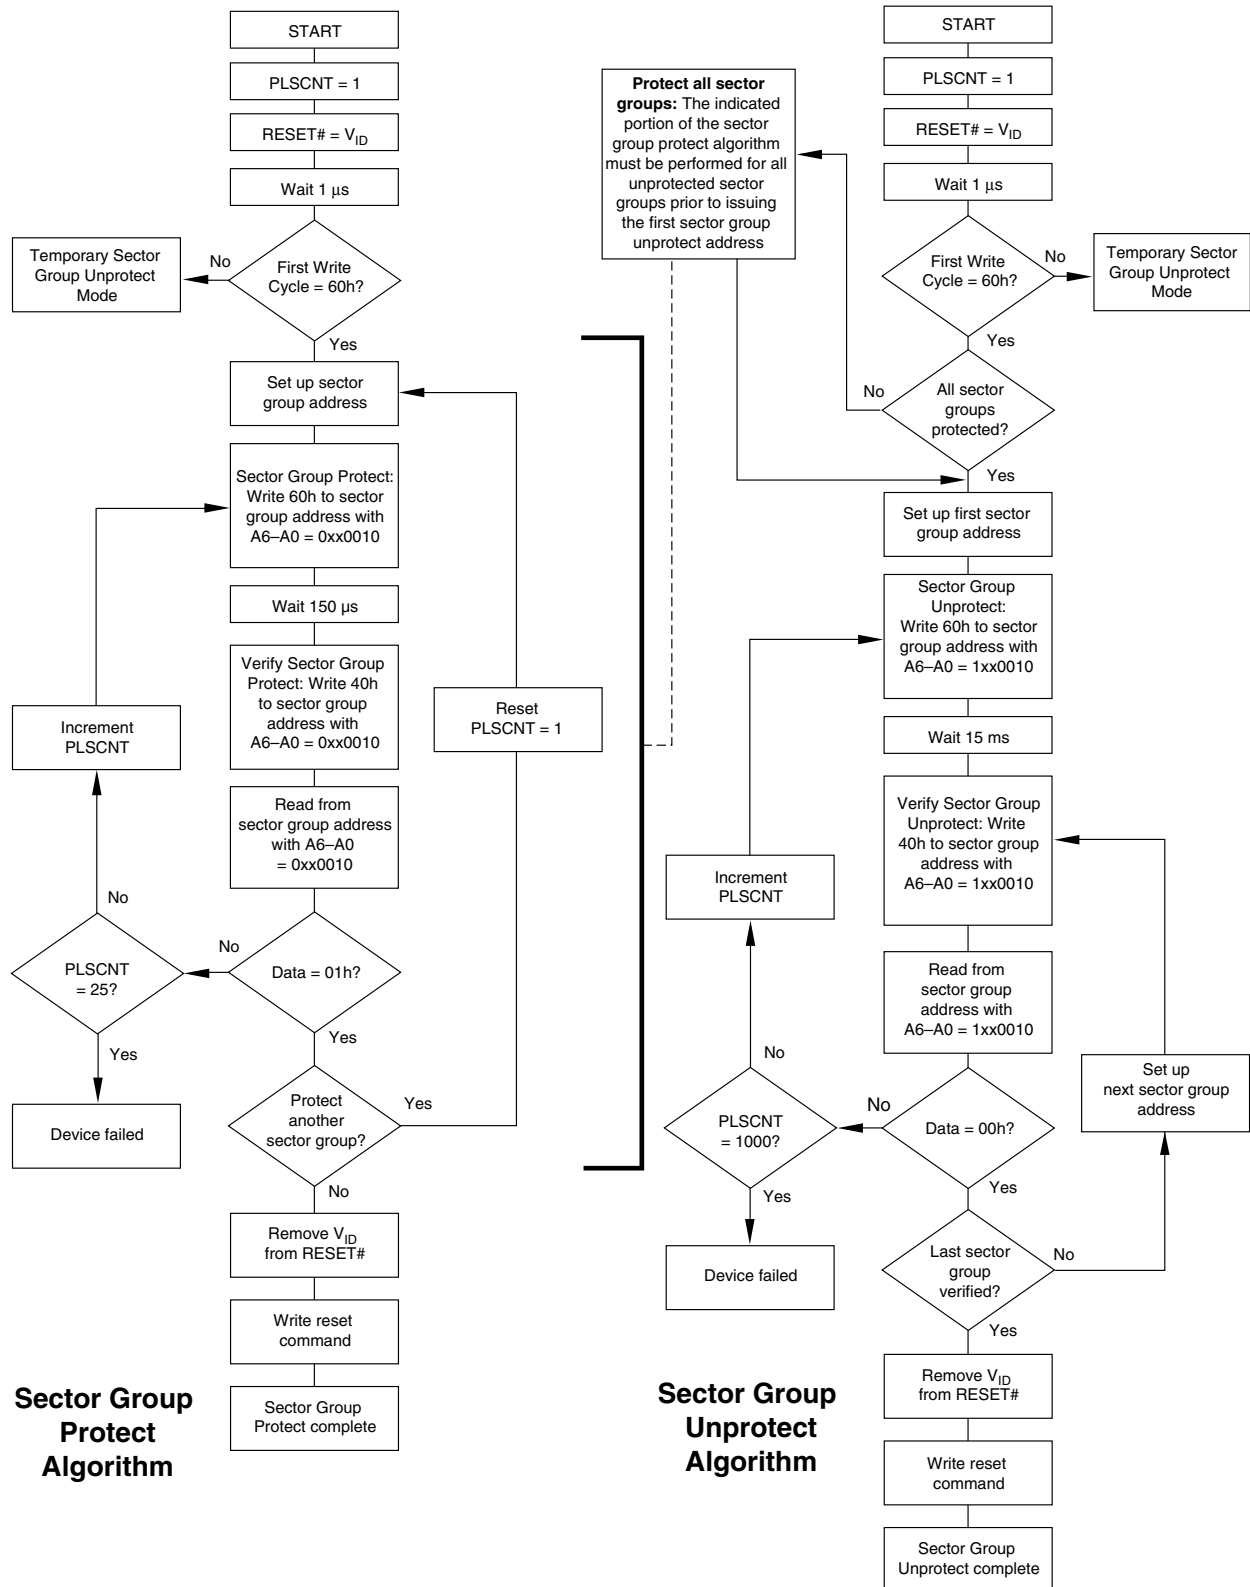 START
PLSCNT = 1
RESET# = VID
Wait 1 μs
First Write
Cycle = 60h?
No
Temporary Sector
Group Unprotect
Mode
Yes
Set up sector
group address
Sector Group Protect:
Write 60h to sector
group address with
A6–A0 = 0xx0010
Wait 150 µs
Verify Sector Group
Protect: Write 40h
to sector group
address with
A6–A0 = 0xx0010
Read from
sector group address
with A6–A0
= 0xx0010
Data = 01h?
No
PLSCNT
= 25?
No
Increment
PLSCNT
Yes
Device failed
Yes
Protect
another
sector group?
Yes
Reset
PLSCNT = 1
No
Remove VID
from RESET#
Write reset
command
Sector Group
Protect complete
Sector Group
Protect
Algorithm
Protect all sector
groups: The indicated
portion of the sector
group protect algorithm
must be performed for all
unprotected sector
groups prior to issuing
the first sector group
unprotect address
START
PLSCNT = 1
RESET# = VID
Wait 1 μs
First Write
Cycle = 60h?
No
Temporary Sector
Group Unprotect
Mode
Yes
All sector
groups
protected?
No
Yes
Set up first sector
group address
Sector Group
Unprotect:
Write 60h to sector
group address with
A6–A0 = 1xx0010
Wait 15 ms
Verify Sector Group
Unprotect: Write
40h to sector group
address with
A6–A0 = 1xx0010
Read from
sector group
address with
A6–A0 = 1xx0010
Data = 00h?
No
PLSCNT
= 1000?
No
Increment
PLSCNT
Yes
Device failed
Yes
Last sector
group
verified?
No
Set up
next sector group
address
Yes
Remove VID
from RESET#
Write reset
command
Sector Group
Unprotect complete
Sector Group
Unprotect
Algorithm